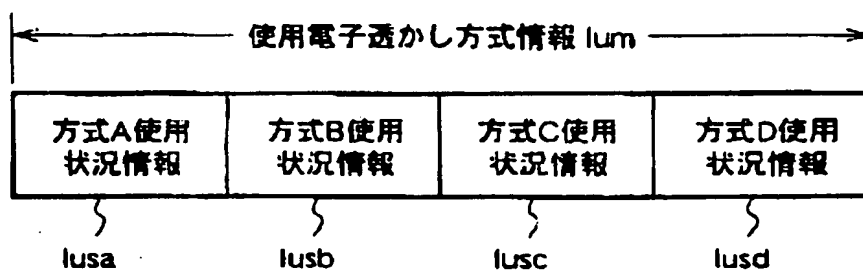 使用電子透かし方式情報 Ium
方式A使用 方式B使用 方式C使用 方式D使用
状況情報 状況情報 状況情報 状況情報
Iusa Iusb Iusc Iusd